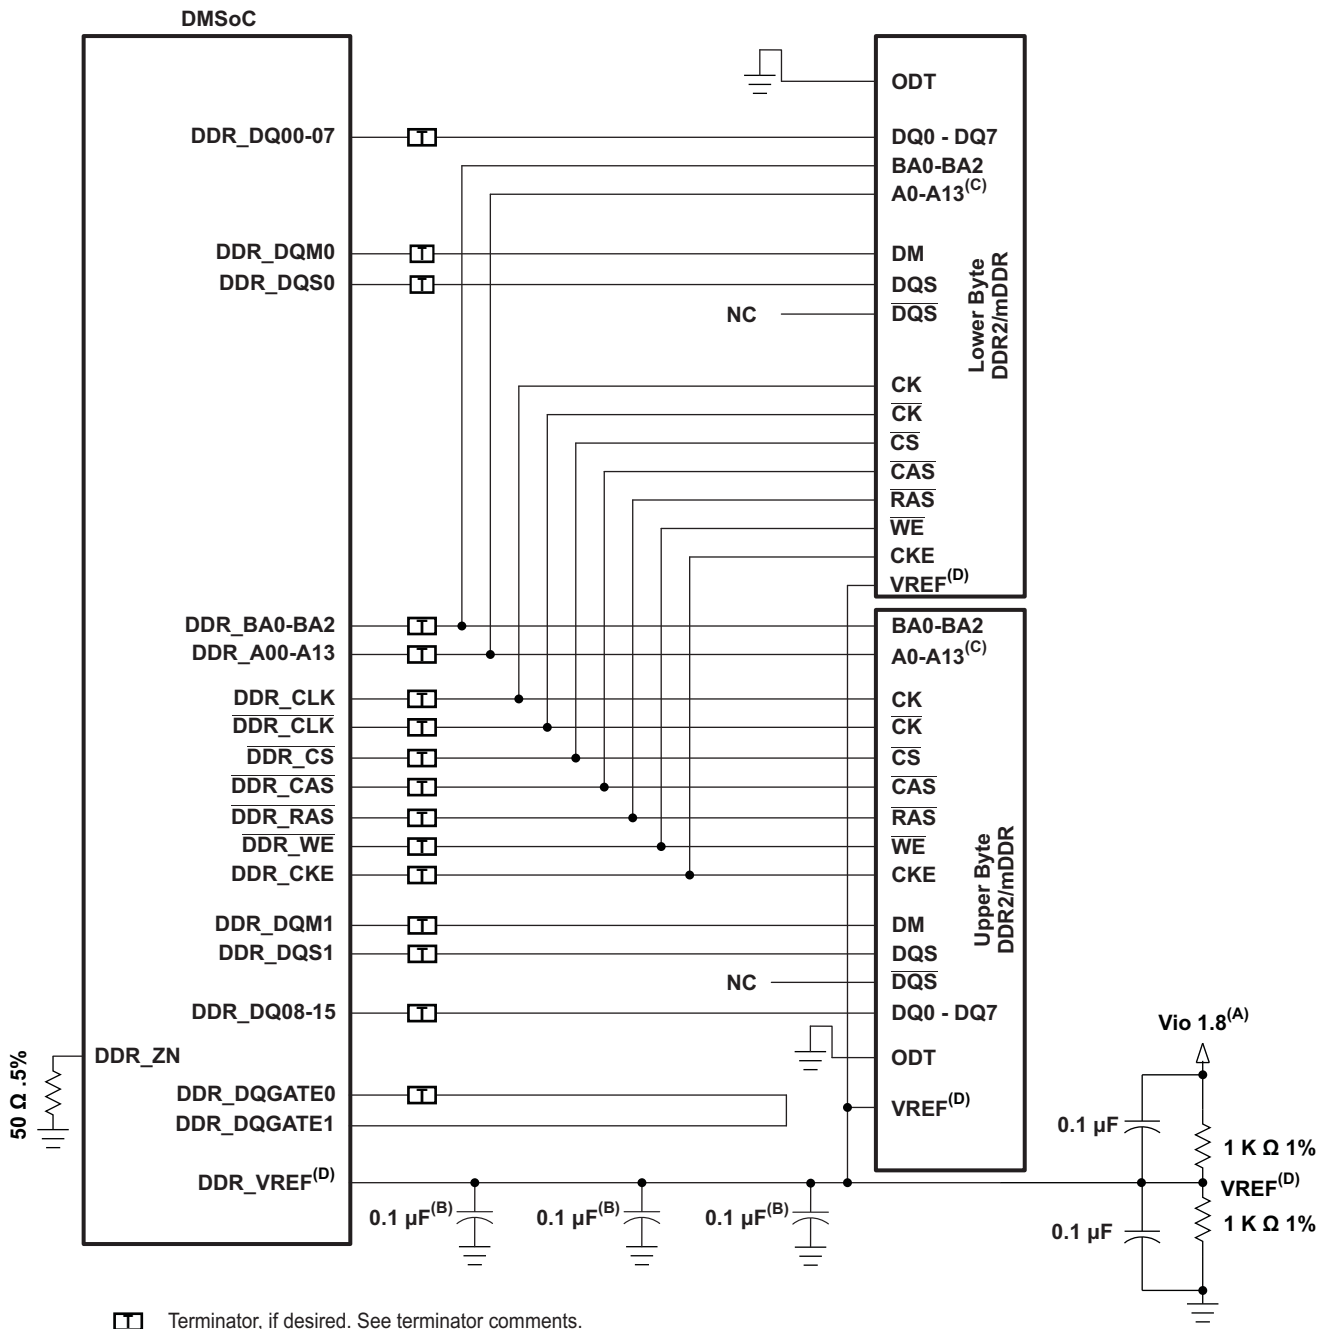 DMSoC
ODT
DDR_DQ00-07 T DQ0 - DQ7
BA0-BA2
A0-A13(C)
DDR_DQM0 T DM
DDR_DQS0 T DQS
NC DQS
Lower Byte
DDR2/mDDR
CK
CK
CS
CAS
RAS
WE
CKE
VREF(D)
DDR_BA0-BA2 T BA0-BA2
DDR_A00-A13 T A0-A13(C)
DDR_CLK T CK
DDR_CLK T CK
DDR_CS T CS
DDR_CAS T CAS
DDR_RAS T RAS
DDR_WE T WE
DDR_CKE T CKE
Upper Byte
DDR2/mDDR
DDR_DQM1 T DM
DDR_DQS1 T DQS
NC DQS
DDR_DQ08-15 T DQ0 - DQ7
Vio 1.8(A)
50 Ω .5%
DDR_ZN
ODT
DDR_DQGATE0 T
DDR_DQGATE1
VREF(D)
0.1 μF
1 K Ω 1%
DDR_VREF(D)
VREF(D)
0.1 μF(B) 0.1 μF(B) 0.1 μF(B)
0.1 μF
1 K Ω 1%
T Terminator, if desired. See terminator comments.